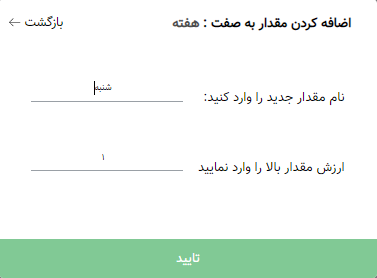 اضافه کردن مقدار به صفت : هفته
بازگشت
نام مقدار جدید را وارد کنید:
شنبه
ارزش مقدار بالا را وارد نمایید
۱
تایید